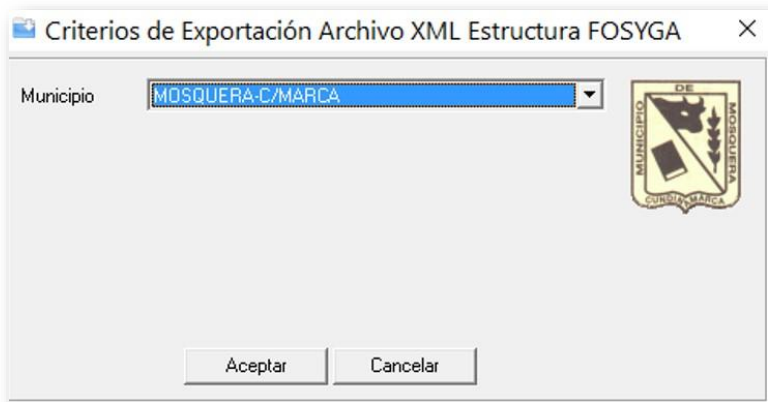 Criterios de Exportación Archivo XML Estructura FOSYGA
Municipio
MOSQUERA-C/MARCA
MUNICIPIO
DE
MOSQUERA
CUNDINAMARCA
Aceptar
Cancelar